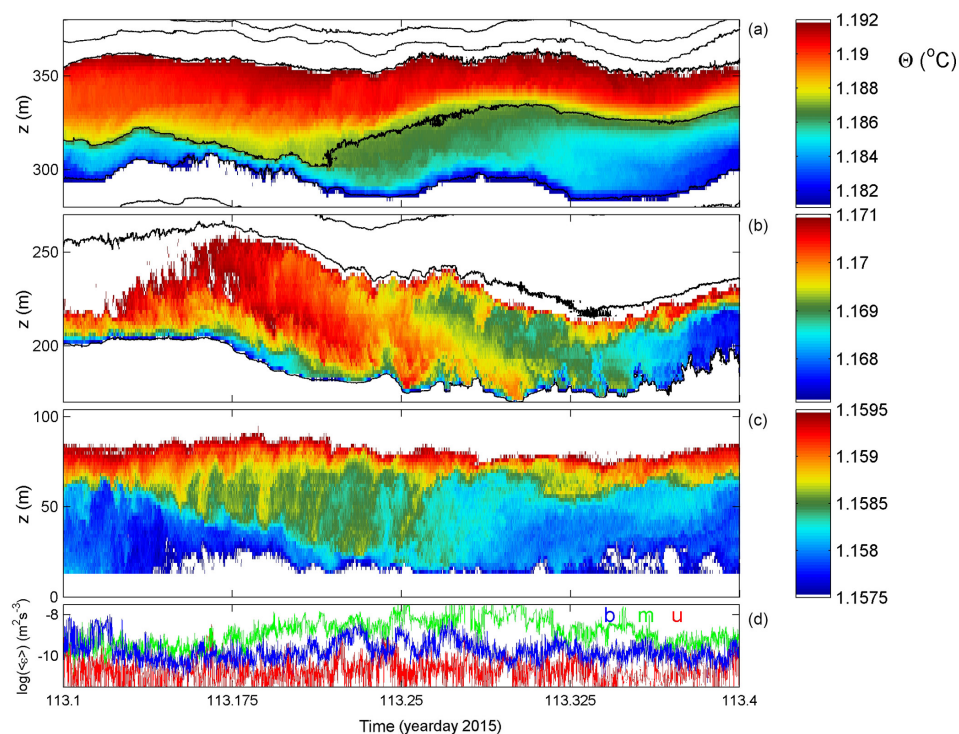 (a)
z (m)
350
300
1.192
1.19
1.188
1.186
1.184
1.182
Θ (°C)
(b)
z (m)
250
200
1.171
1.17
1.169
1.168
(c)
z (m)
100
50
0
1.1595
1.159
1.1585
1.158
1.1575
(d)
b m u
log(<ε>) (m²s⁻³)
-8
-10
113.1 113.175 113.25 113.325 113.4
Time (yearday 2015)